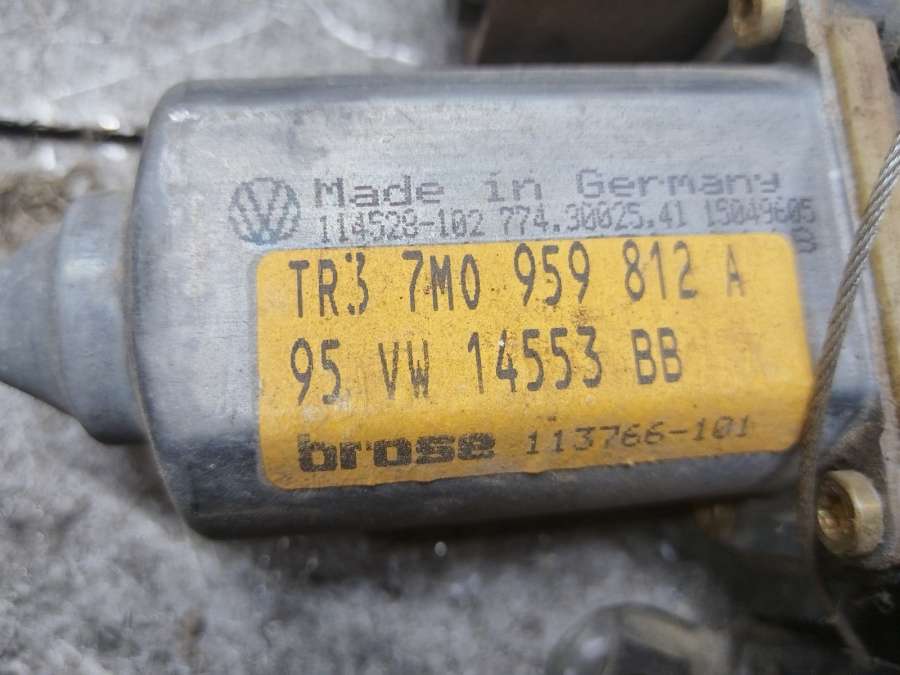 Made in Germany
114528-102 774.30025.41 15049605
TR3 7M0 959 812 A
95 VW 14553 BB
brose 113766-101